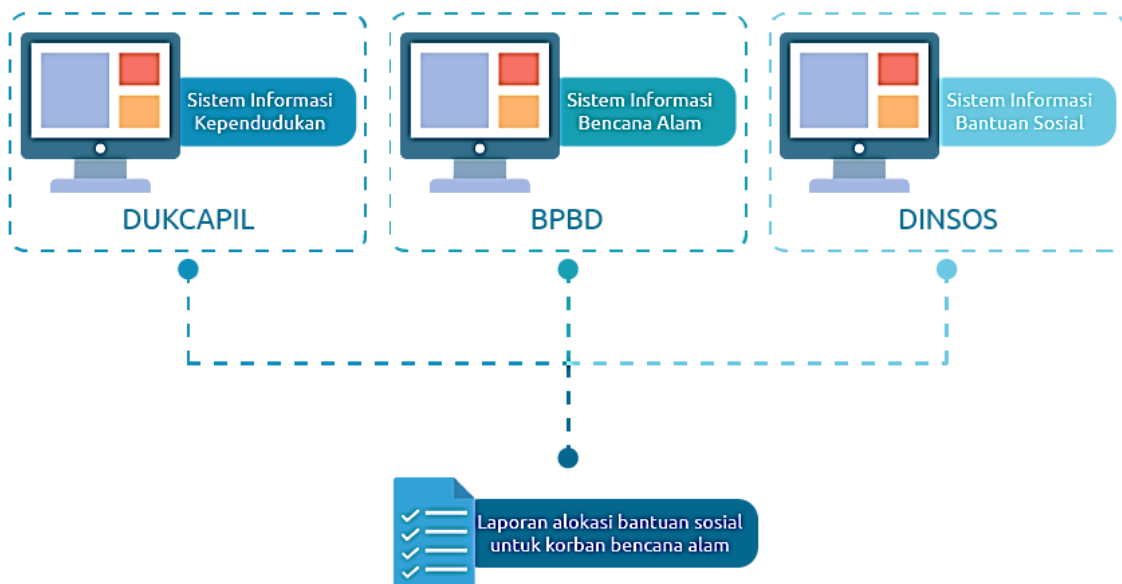 Sistem Informasi
Kependudukan
DUKCAPIL
Sistem Informasi
Bencana Alam
BPBD
Sistem Informasi
Bantuan Sosial
DINSOS
Laporan alokasi bantuan sosial
untuk korban bencana alam